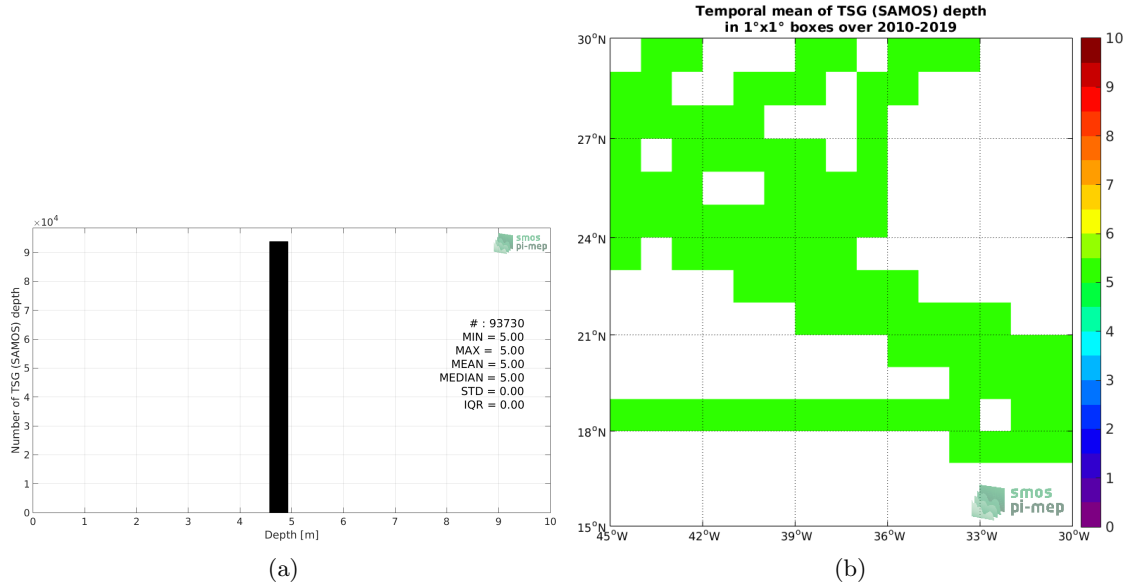 ×10⁴
9
8
7
6
5
4
3
2
1
0
Number of TSG (SAMOS) depth
smos
pi-mep
# : 93730
MIN = 5.00
MAX = 5.00
MEAN = 5.00
MEDIAN = 5.00
STD = 0.00
IQR = 0.00
0 1 2 3 4 5 6 7 8 9 10
Depth [m]
(a)
Temporal mean of TSG (SAMOS) depth
in 1°x1° boxes over 2010-2019
30°N
27°N
24°N
21°N
18°N
15°N
45°W 42°W 39°W 36°W 33°W 30°W
smos
pi-mep
10
9
8
7
6
5
4
3
2
1
0
(b)